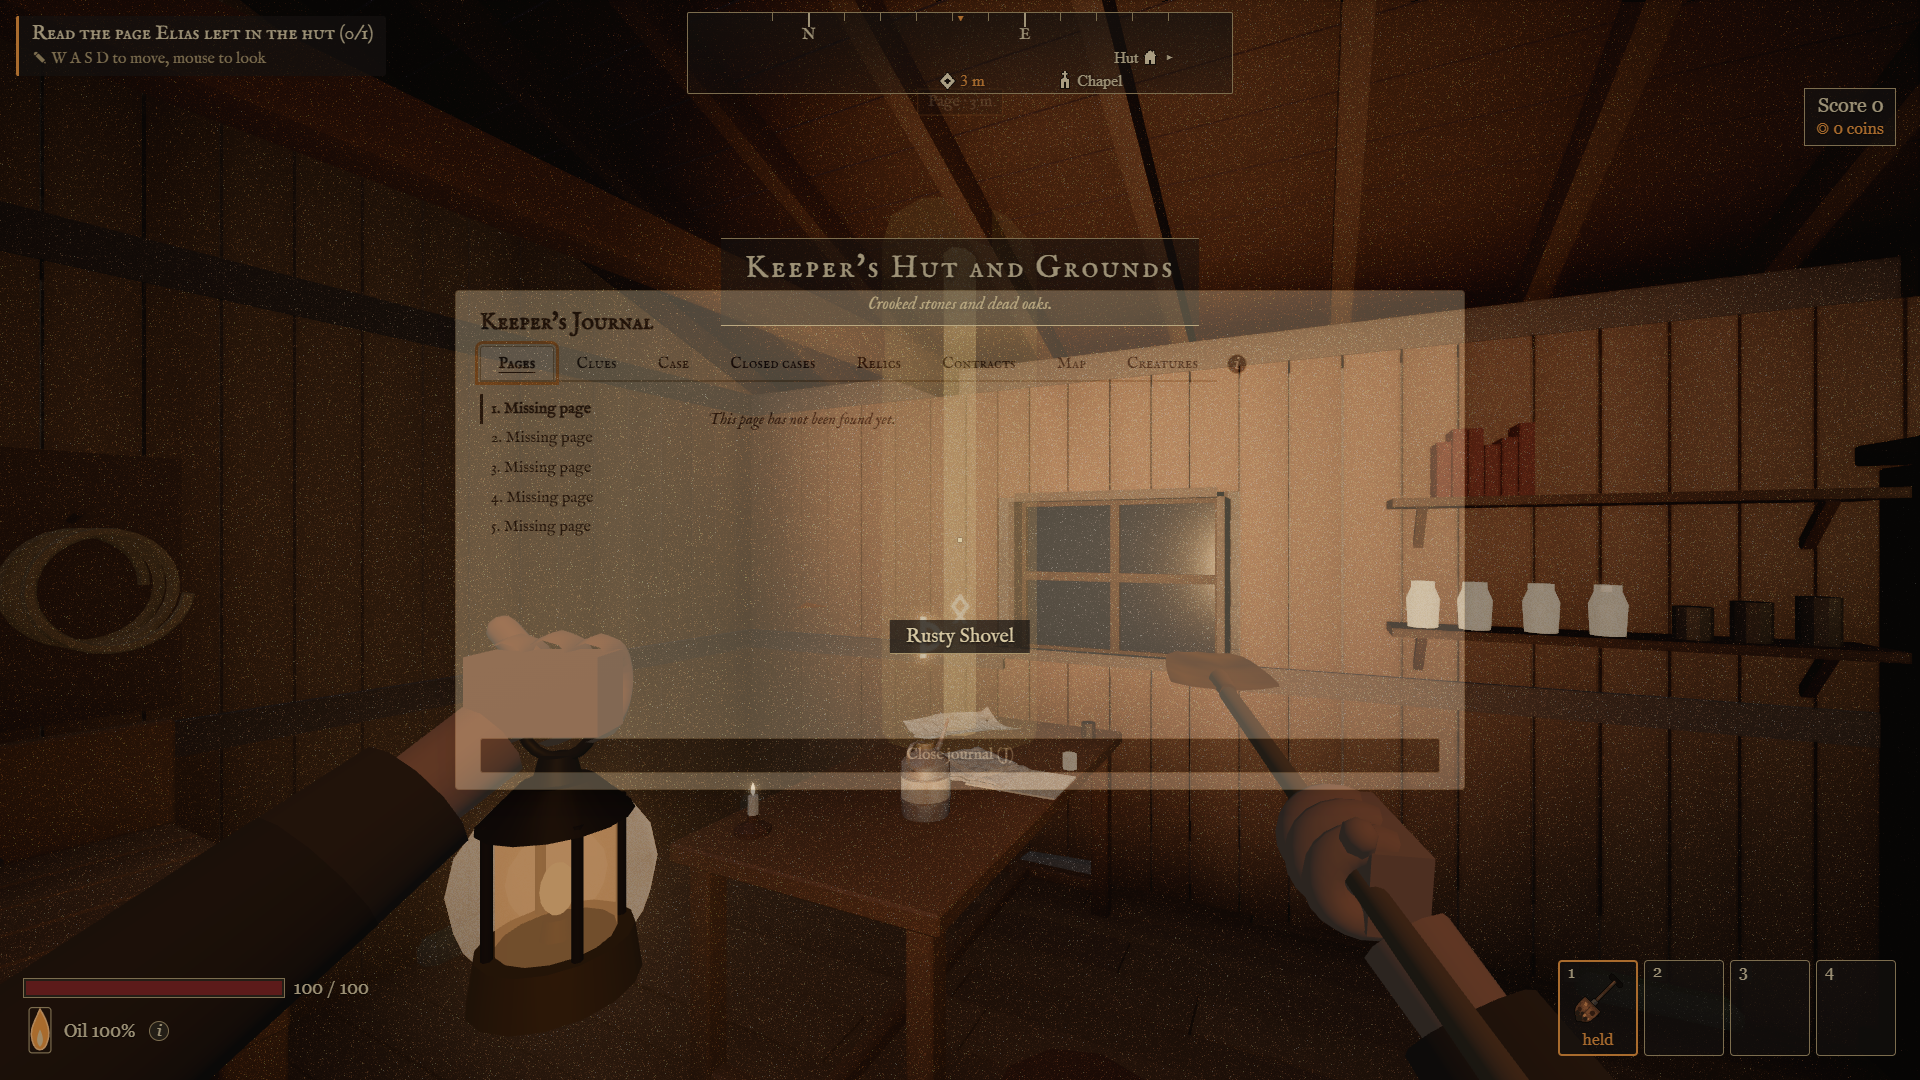 Read the page Elias left in the hut (0/1)
W A S D to move, mouse to look
N
E
Hut
3 m
Chapel
Page · 3 m
Score 0
0 coins
Keeper's Hut and Grounds
Crooked stones and dead oaks.
Keeper's Journal
Pages
Clues
Case
Closed cases
Relics
Contracts
Map
Creatures
i
1. Missing page
This page has not been found yet.
2. Missing page
3. Missing page
4. Missing page
5. Missing page
Rusty Shovel
Close journal (J)
100 / 100
Oil 100%
i
1
2
3
4
held